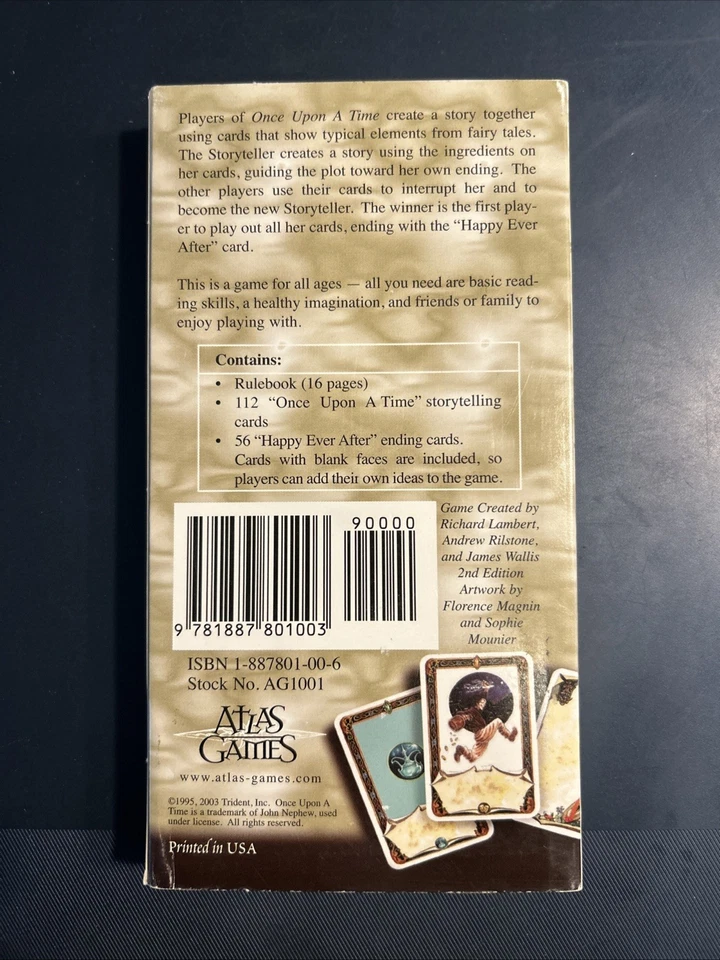 Players of Once Upon A Time create a story together
using cards that show typical elements from fairy tales.
The Storyteller creates a story using the ingredients on
her cards, guiding the plot toward her own ending. The
other players use their cards to interrupt her and to
become the new Storyteller. The winner is the first play-
er to play out all her cards, ending with the “Happy Ever
After” card.
This is a game for all ages — all you need are basic read-
ing skills, a healthy imagination, and friends or family to
enjoy playing with.
Contains:
• Rulebook (16 pages)
• 112 “Once Upon A Time” storytelling
cards
• 56 “Happy Ever After” ending cards.
Cards with blank faces are included, so
players can add their own ideas to the game.
90000
9 781887 801003
Game Created by
Richard Lambert,
Andrew Rilstone,
and James Wallis
2nd Edition
Artwork by
Florence Magnin
and Sophie
Mounier
ISBN 1-887801-00-6
Stock No. AG1001
ATLAS
GAMES
www.atlas-games.com
©1995, 2003 Trident, Inc. Once Upon A
Time is a trademark of John Nephew, used
under license. All rights reserved.
Printed in USA